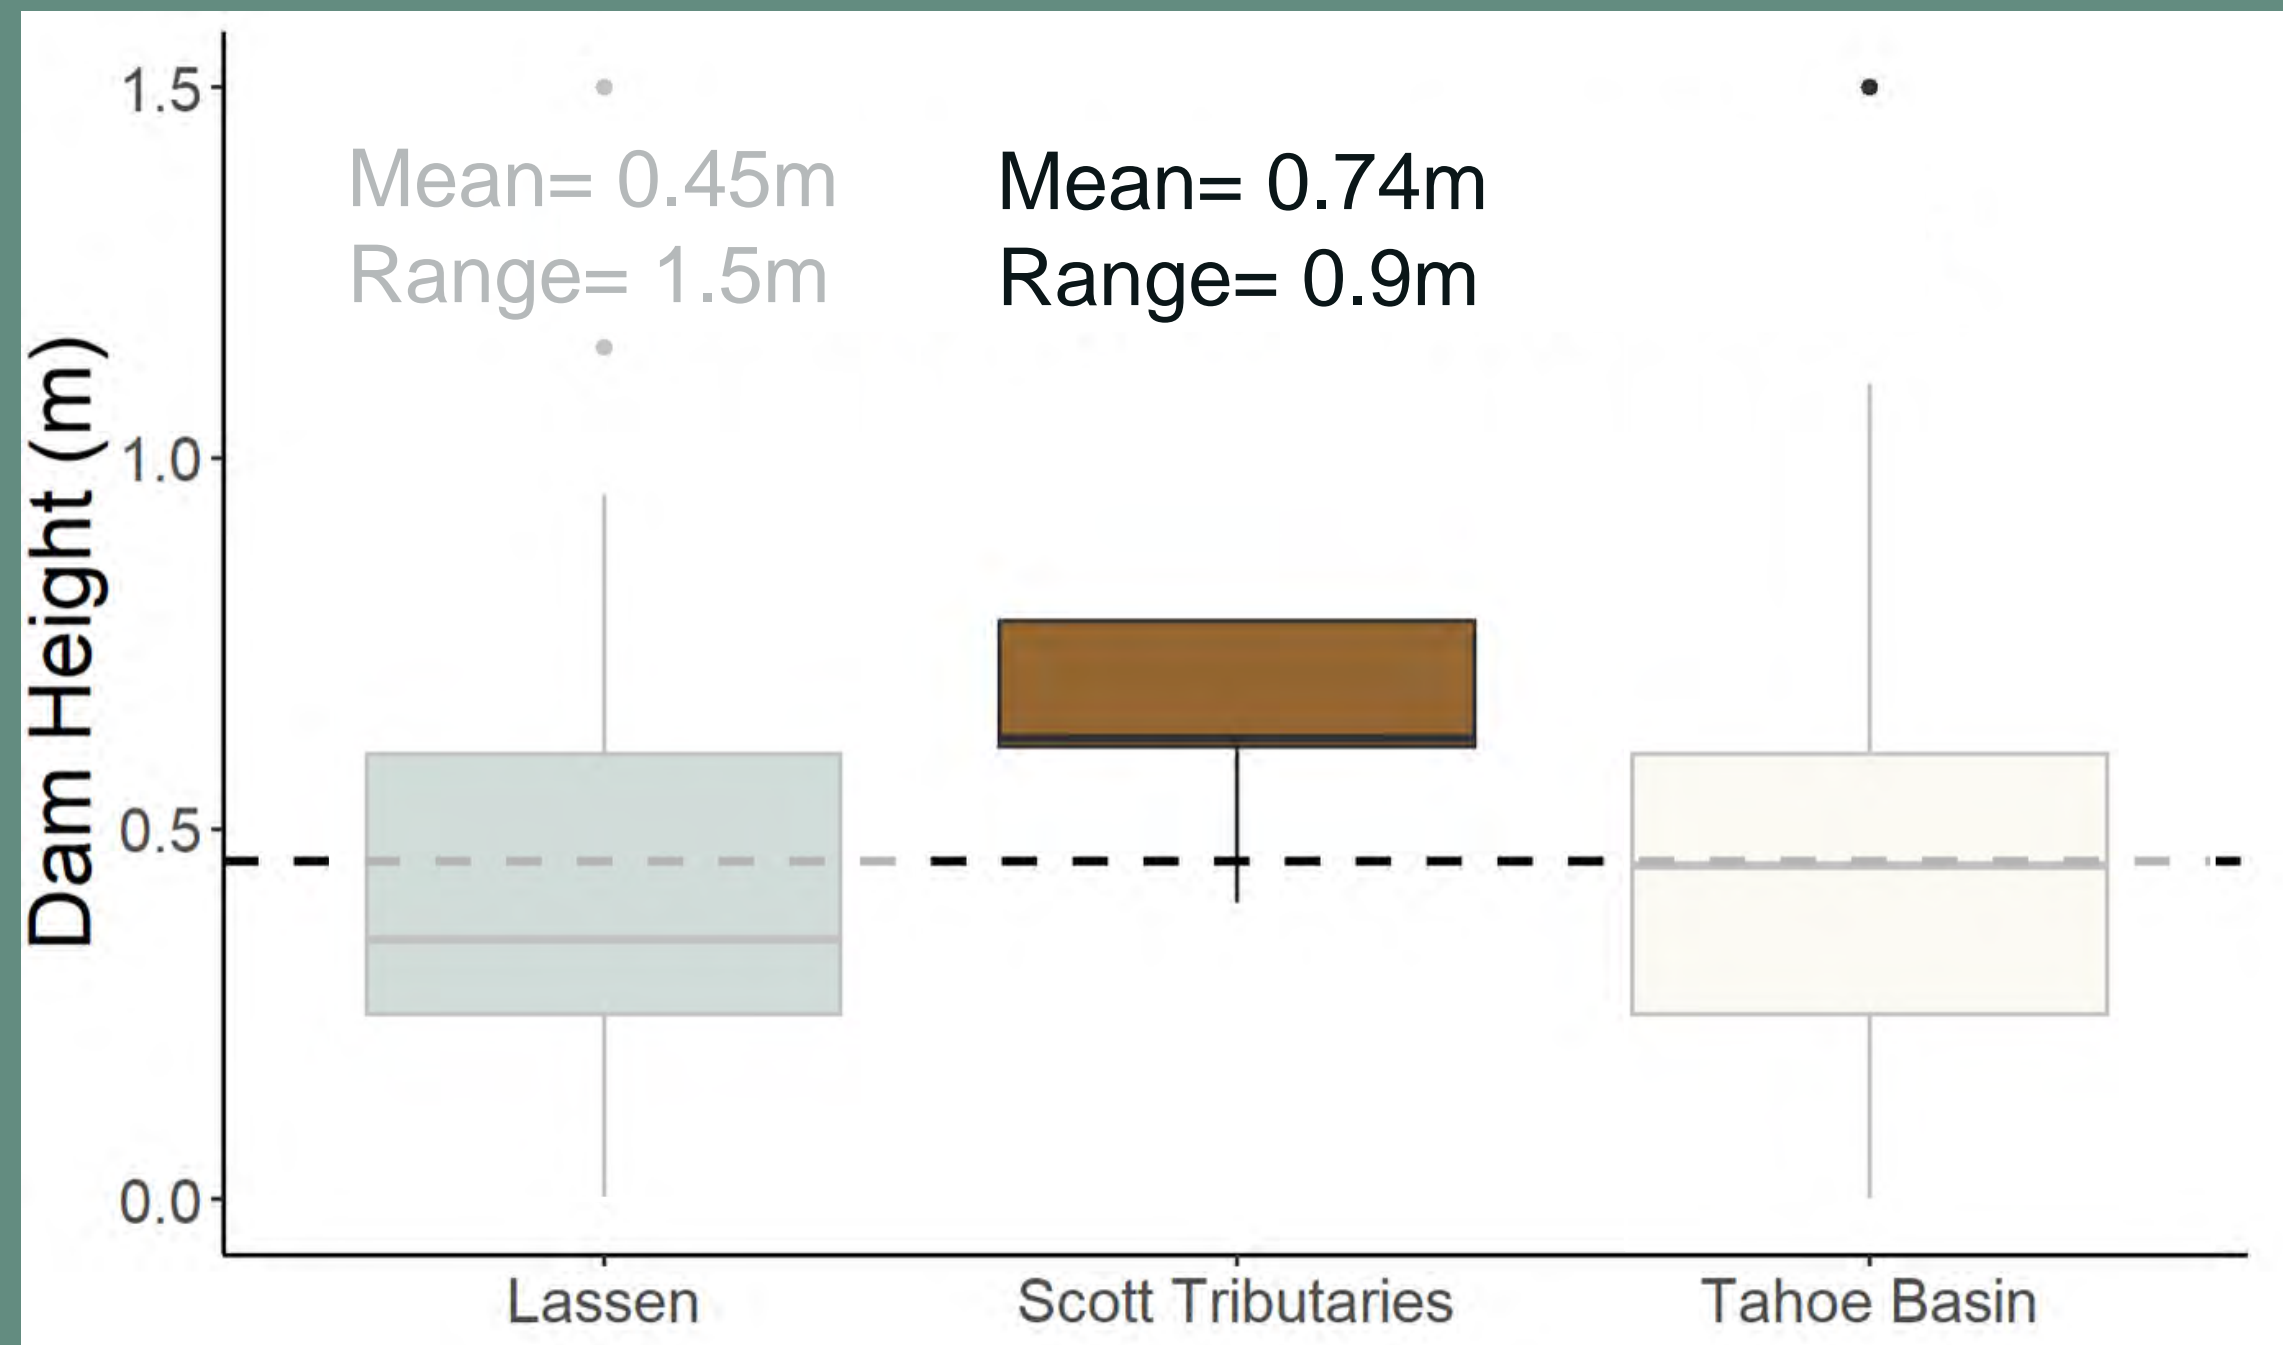 Dam Height (m)
1.5
1.0
0.5
0.0
Mean= 0.45m
Range= 1.5m
Mean= 0.74m
Range= 0.9m
Lassen
Scott Tributaries
Tahoe Basin